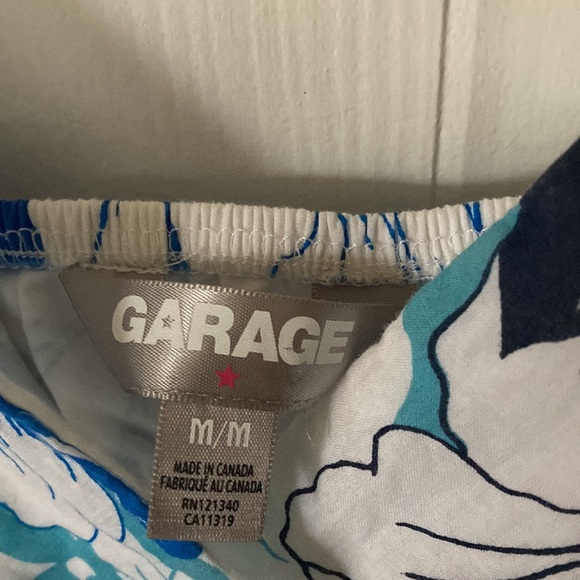 GARAGE
M/M
MADE IN CANADA
FABRIQUÉ AU CANADA
RN121340
CA11319